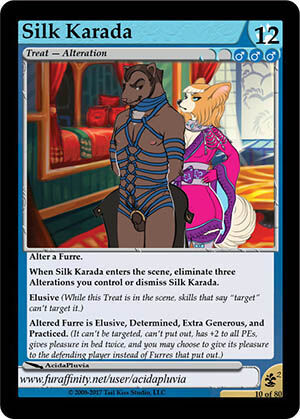 Silk Karada
12
Treat — Alteration
Alter a Furre.
When Silk Karada enters the scene, eliminate three
Alterations you control or dismiss Silk Karada.
Elusive (While this Treat is in the scene, skills that say “target”
can’t target it.)
Altered Furre is Elusive, Determined, Extra Generous, and
Practiced. (It can’t be targeted, can’t put out, has +2 to all PEs,
gives pleasure in bed twice, and you may choose to give its pleasure
to the defending player instead of Furres that put out.)
AcidaPluvia
www.furaffinity.net/user/acidapluvia
© 2008-2017 Tail Kiss Studio, LLC
10 of 80